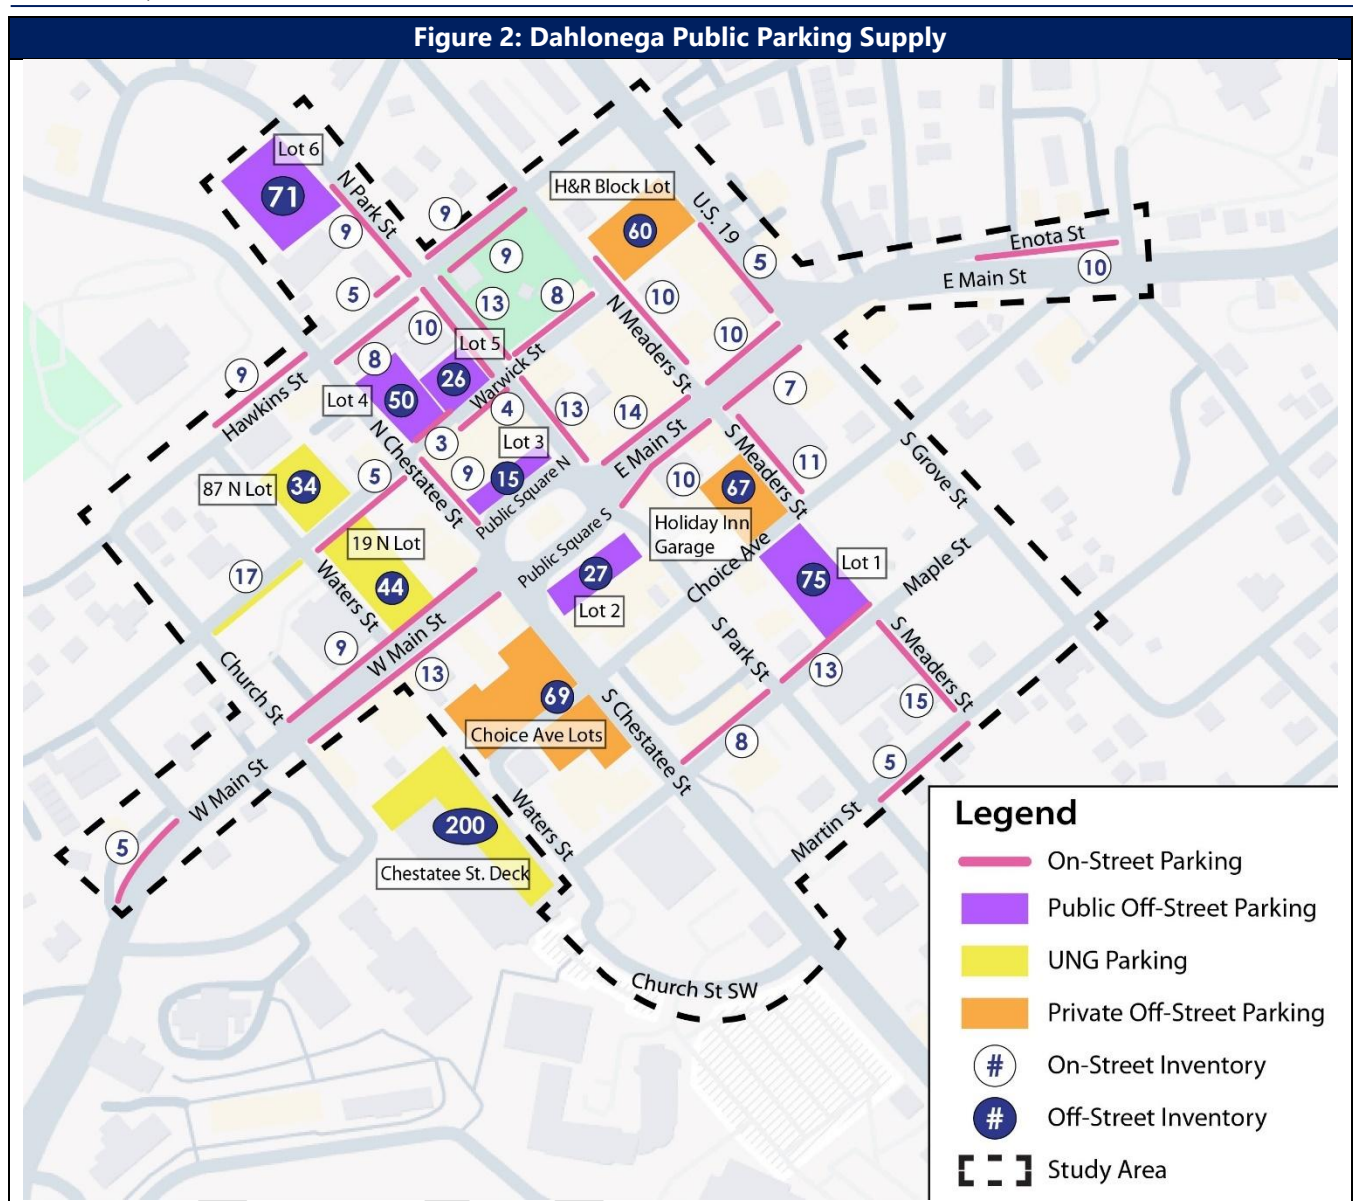 Figure 2: Dahlonega Public Parking Supply
Lot 6
71
N Park St
9
9
H&R Block Lot
60
U.S. 19
5
Enota St
10
E Main St
9
5
13
8
10
N Meaders St
10
10
Lot 5
26
8
Warwick St
9
Hawkins St
Lot 4
50
4
3
13
14
7
E Main St
S Meaders St
11
S Grove St
N Chestatee St
Lot 3
15
9
Public Square N
5
87 N Lot
34
10
67
Holiday Inn
Garage
Choice Ave
19 N Lot
44
17
Waters St
Public Square S
27
Lot 2
75
Lot 1
Maple St
9
W Main St
13
Church St
S Park St
13
S Meaders St
15
69
Choice Ave Lots
S Chestatee St
8
5
Martin St
W Main St
5
200
Chestatee St. Deck
Waters St
Church St SW
Legend
On-Street Parking
Public Off-Street Parking
UNG Parking
Private Off-Street Parking
# On-Street Inventory
# Off-Street Inventory
Study Area